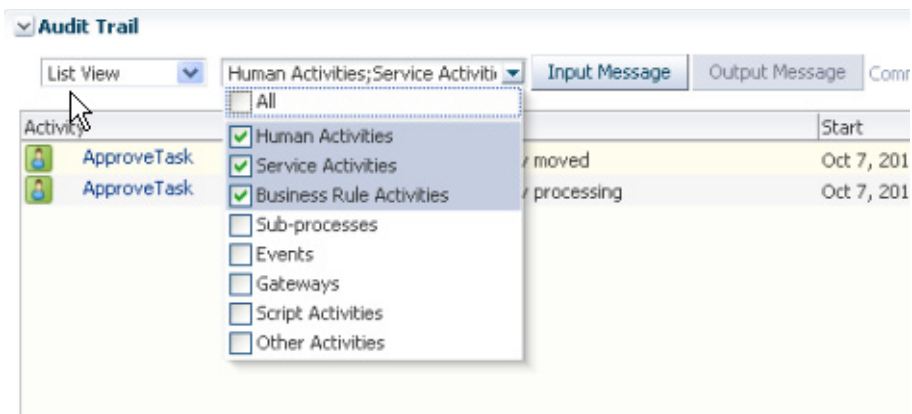 Audit Trail
List View Human Activities;Service Activiti Input Message Output Message Comm
All
Activity Start
Human Activities
ApproveTask moved Oct 7, 201
Service Activities
ApproveTask processing Oct 7, 201
Business Rule Activities
Sub-processes
Events
Gateways
Script Activities
Other Activities